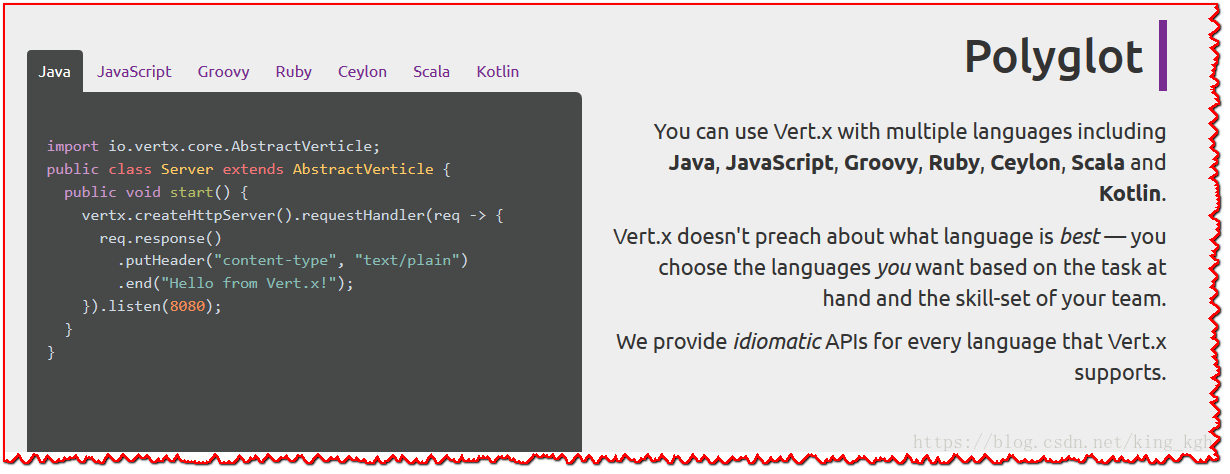 Java JavaScript Groovy Ruby Ceylon Scala Kotlin
import io.vertx.core.AbstractVerticle;
public class Server extends AbstractVerticle {
  public void start() {
    vertx.createHttpServer().requestHandler(req -> {
      req.response()
        .putHeader("content-type", "text/plain")
        .end("Hello from Vert.x!");
    }).listen(8080);
  }
}
Polyglot
You can use Vert.x with multiple languages including
Java, JavaScript, Groovy, Ruby, Ceylon, Scala and
Kotlin.
Vert.x doesn't preach about what language is best — you
choose the languages you want based on the task at
hand and the skill-set of your team.
We provide idiomatic APIs for every language that Vert.x
supports.
https://blog.csdn.net/king_kgh